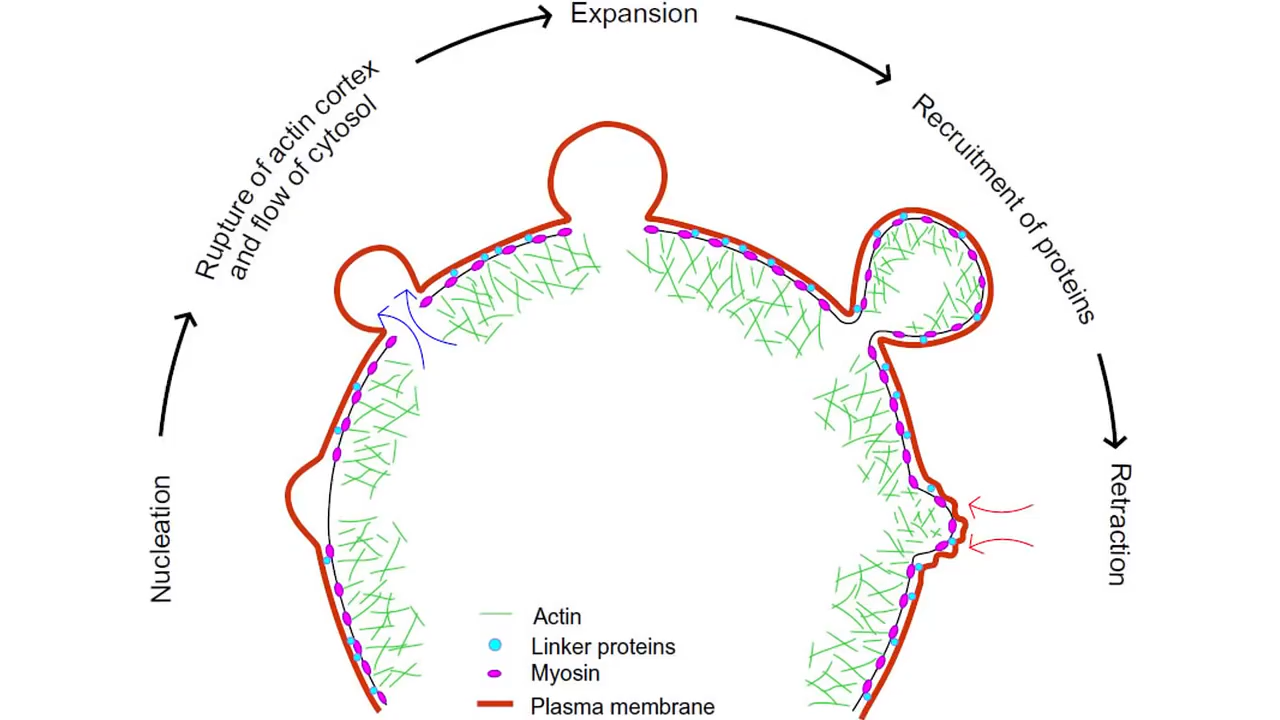 Nucleation
Rupture of actin cortex
and flow of cytosol
Expansion
Recruitment of proteins
Retraction
Actin
Linker proteins
Myosin
Plasma membrane